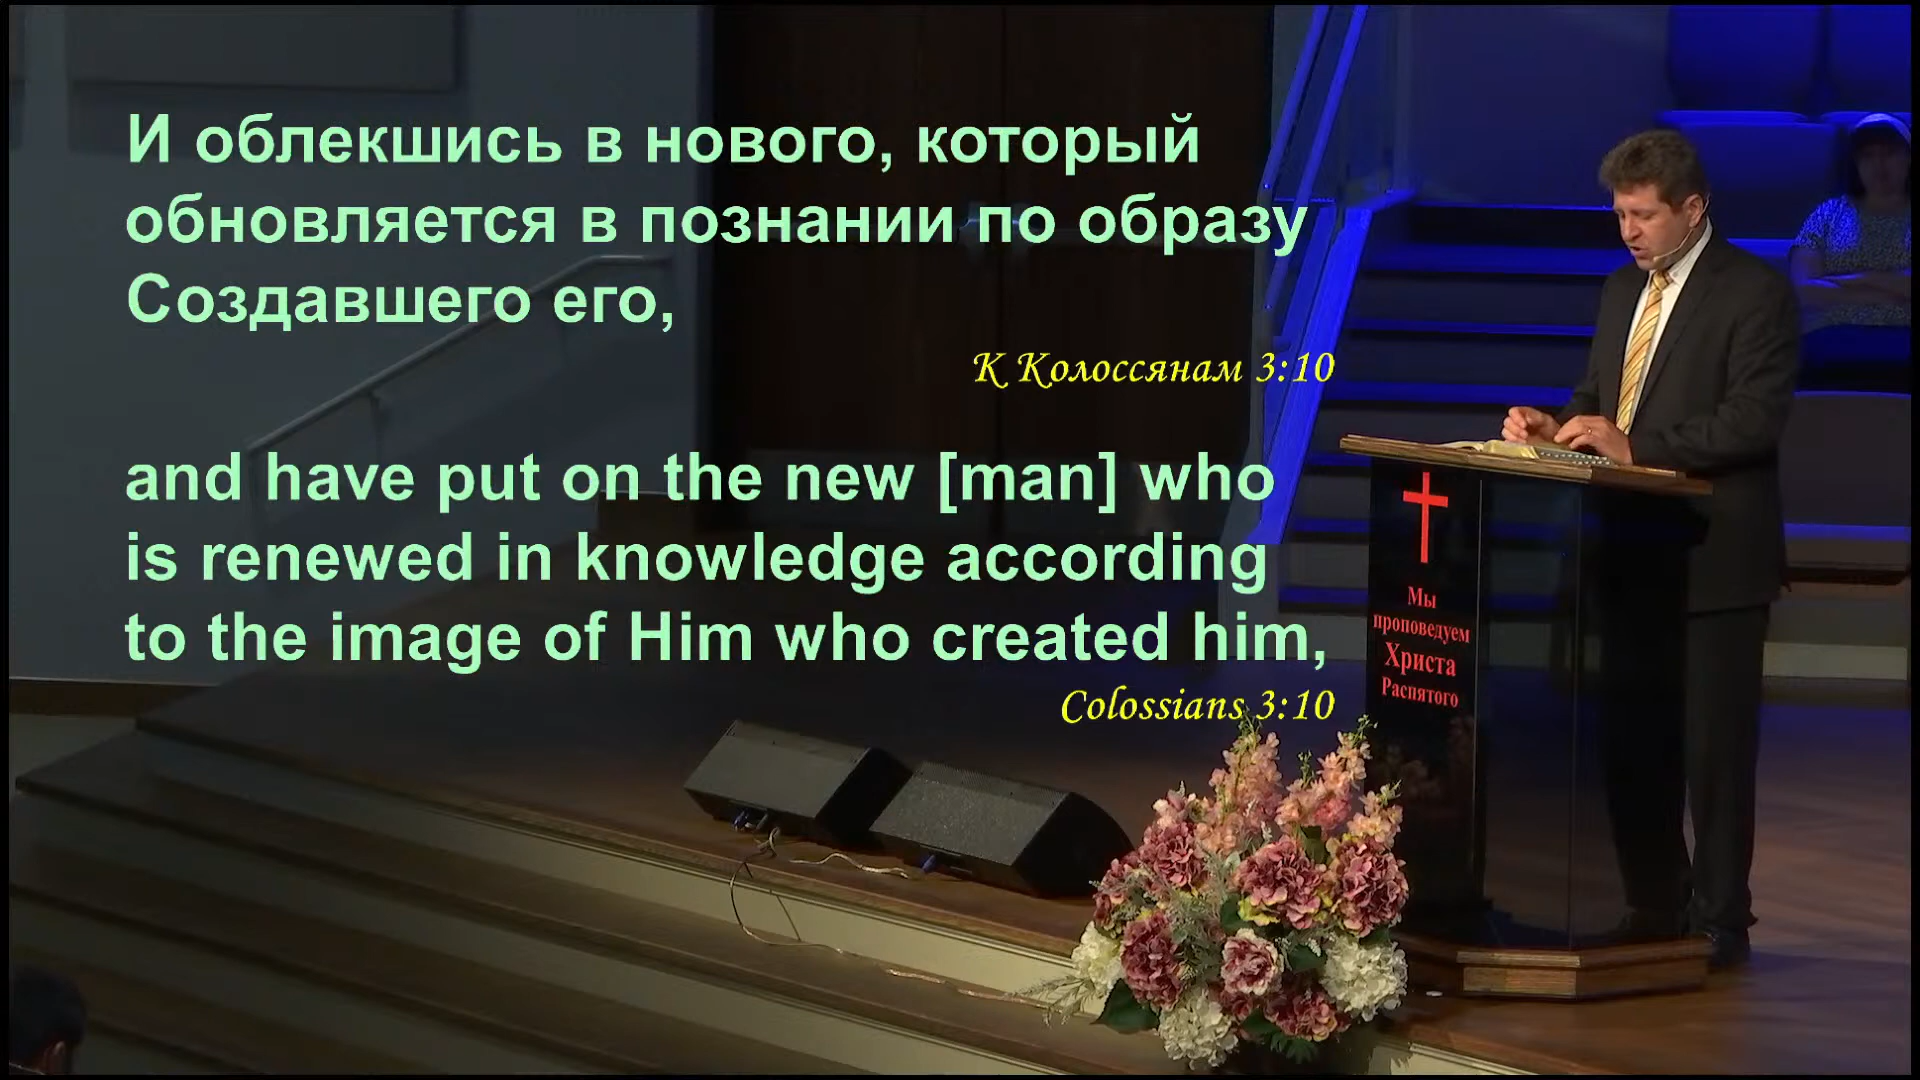 И облекшись в нового, который
обновляется в познании по образу
Создавшего его,
К Колоссянам 3:10
and have put on the new [man] who
is renewed in knowledge according
to the image of Him who created him,
Colossians 3:10
Мы
проповедуем
Христа
Распятого